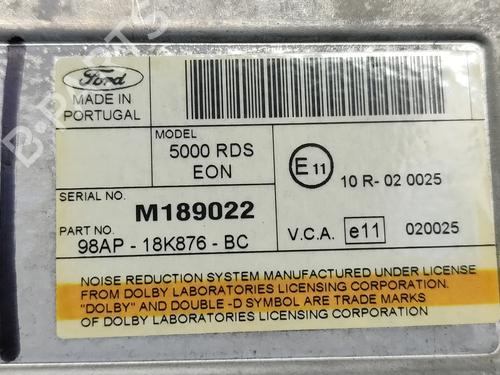 Ford
MADE IN
PORTUGAL
MODEL
5000 RDS
EON
SERIAL NO.
M189022
PART NO.
98AP - 18K876 - BC
E 11
10 R- 02 0025
V.C.A. e11 020025
NOISE REDUCTION SYSTEM MANUFACTURED UNDER LICENSE
FROM DOLBY LABORATORIES LICENSING CORPORATION.
"DOLBY" AND DOUBLE -D SYMBOL ARE TRADE MARKS
OF DOLBY LABORATORIES LICENSING CORPORATION.
B-PARTS